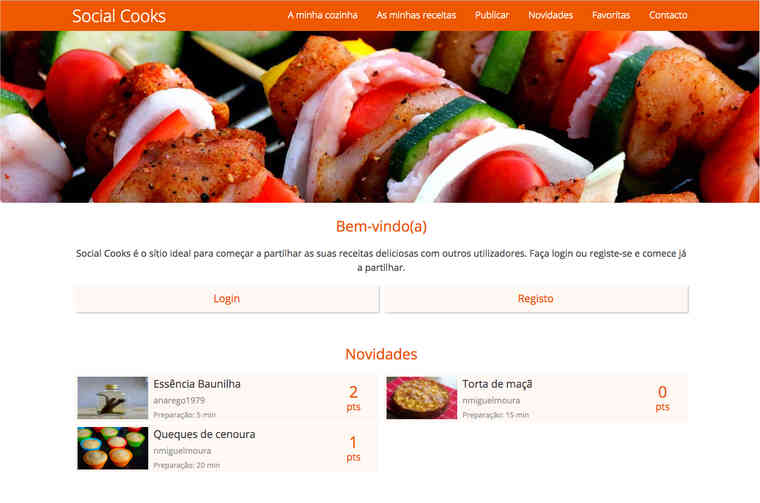 Social Cooks
A minha cozinha
As minhas receitas
Publicar
Novidades
Favoritas
Contacto
Bem-vindo(a)
Social Cooks é o sítio ideal para começar a partilhar as suas receitas deliciosas com outros utilizadores. Faça login ou registe-se e comece já
a partilhar.
Login
Registo
Novidades
Essência Baunilha
anarego1979
Preparação: 5 min
2
pts
Torta de maçã
nmiguelmoura
Preparação: 15 min
0
pts
Queques de cenoura
nmiguelmoura
Preparação: 20 min
1
pts